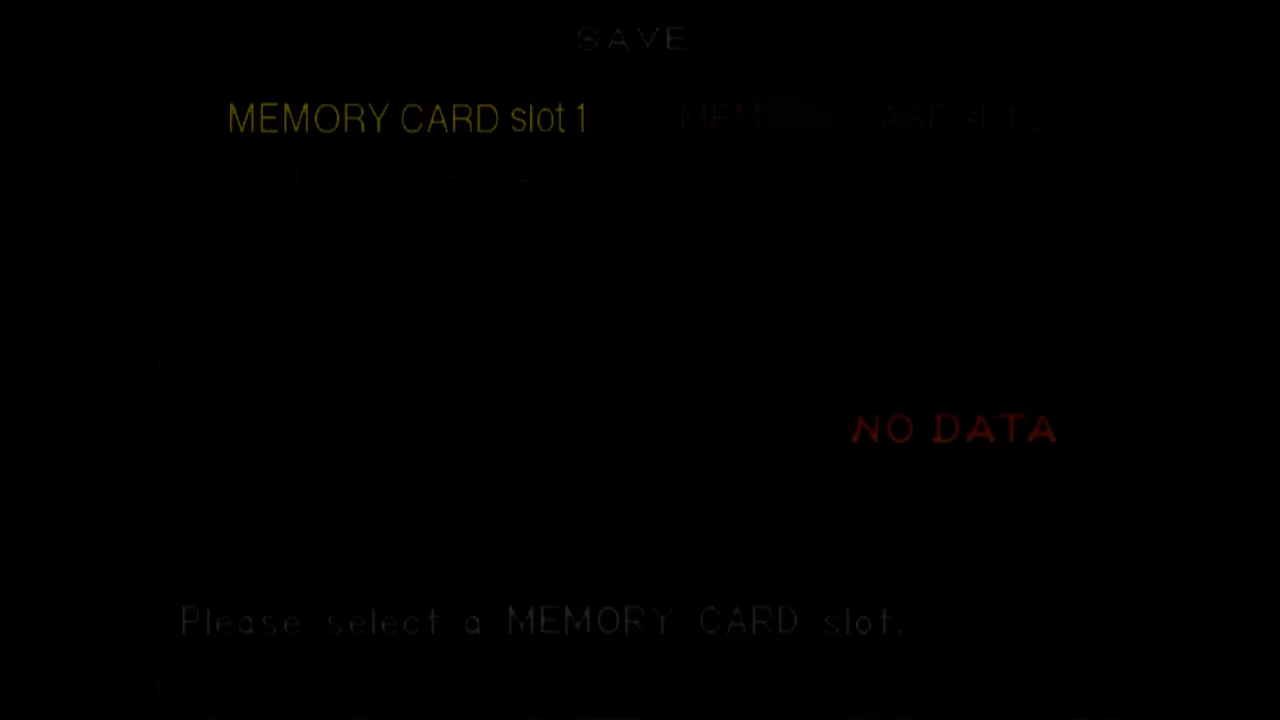 SAVE
MEMORY CARD slot 1
NO DATA
Please select a MEMORY CARD slot.